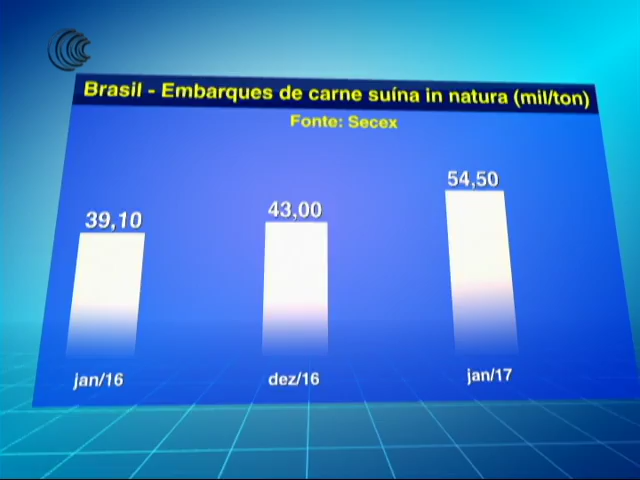 Brasil - Embarques de carne suína in natura (mil/ton)
Fonte: Secex
39,10
43,00
54,50
jan/16
dez/16
jan/17